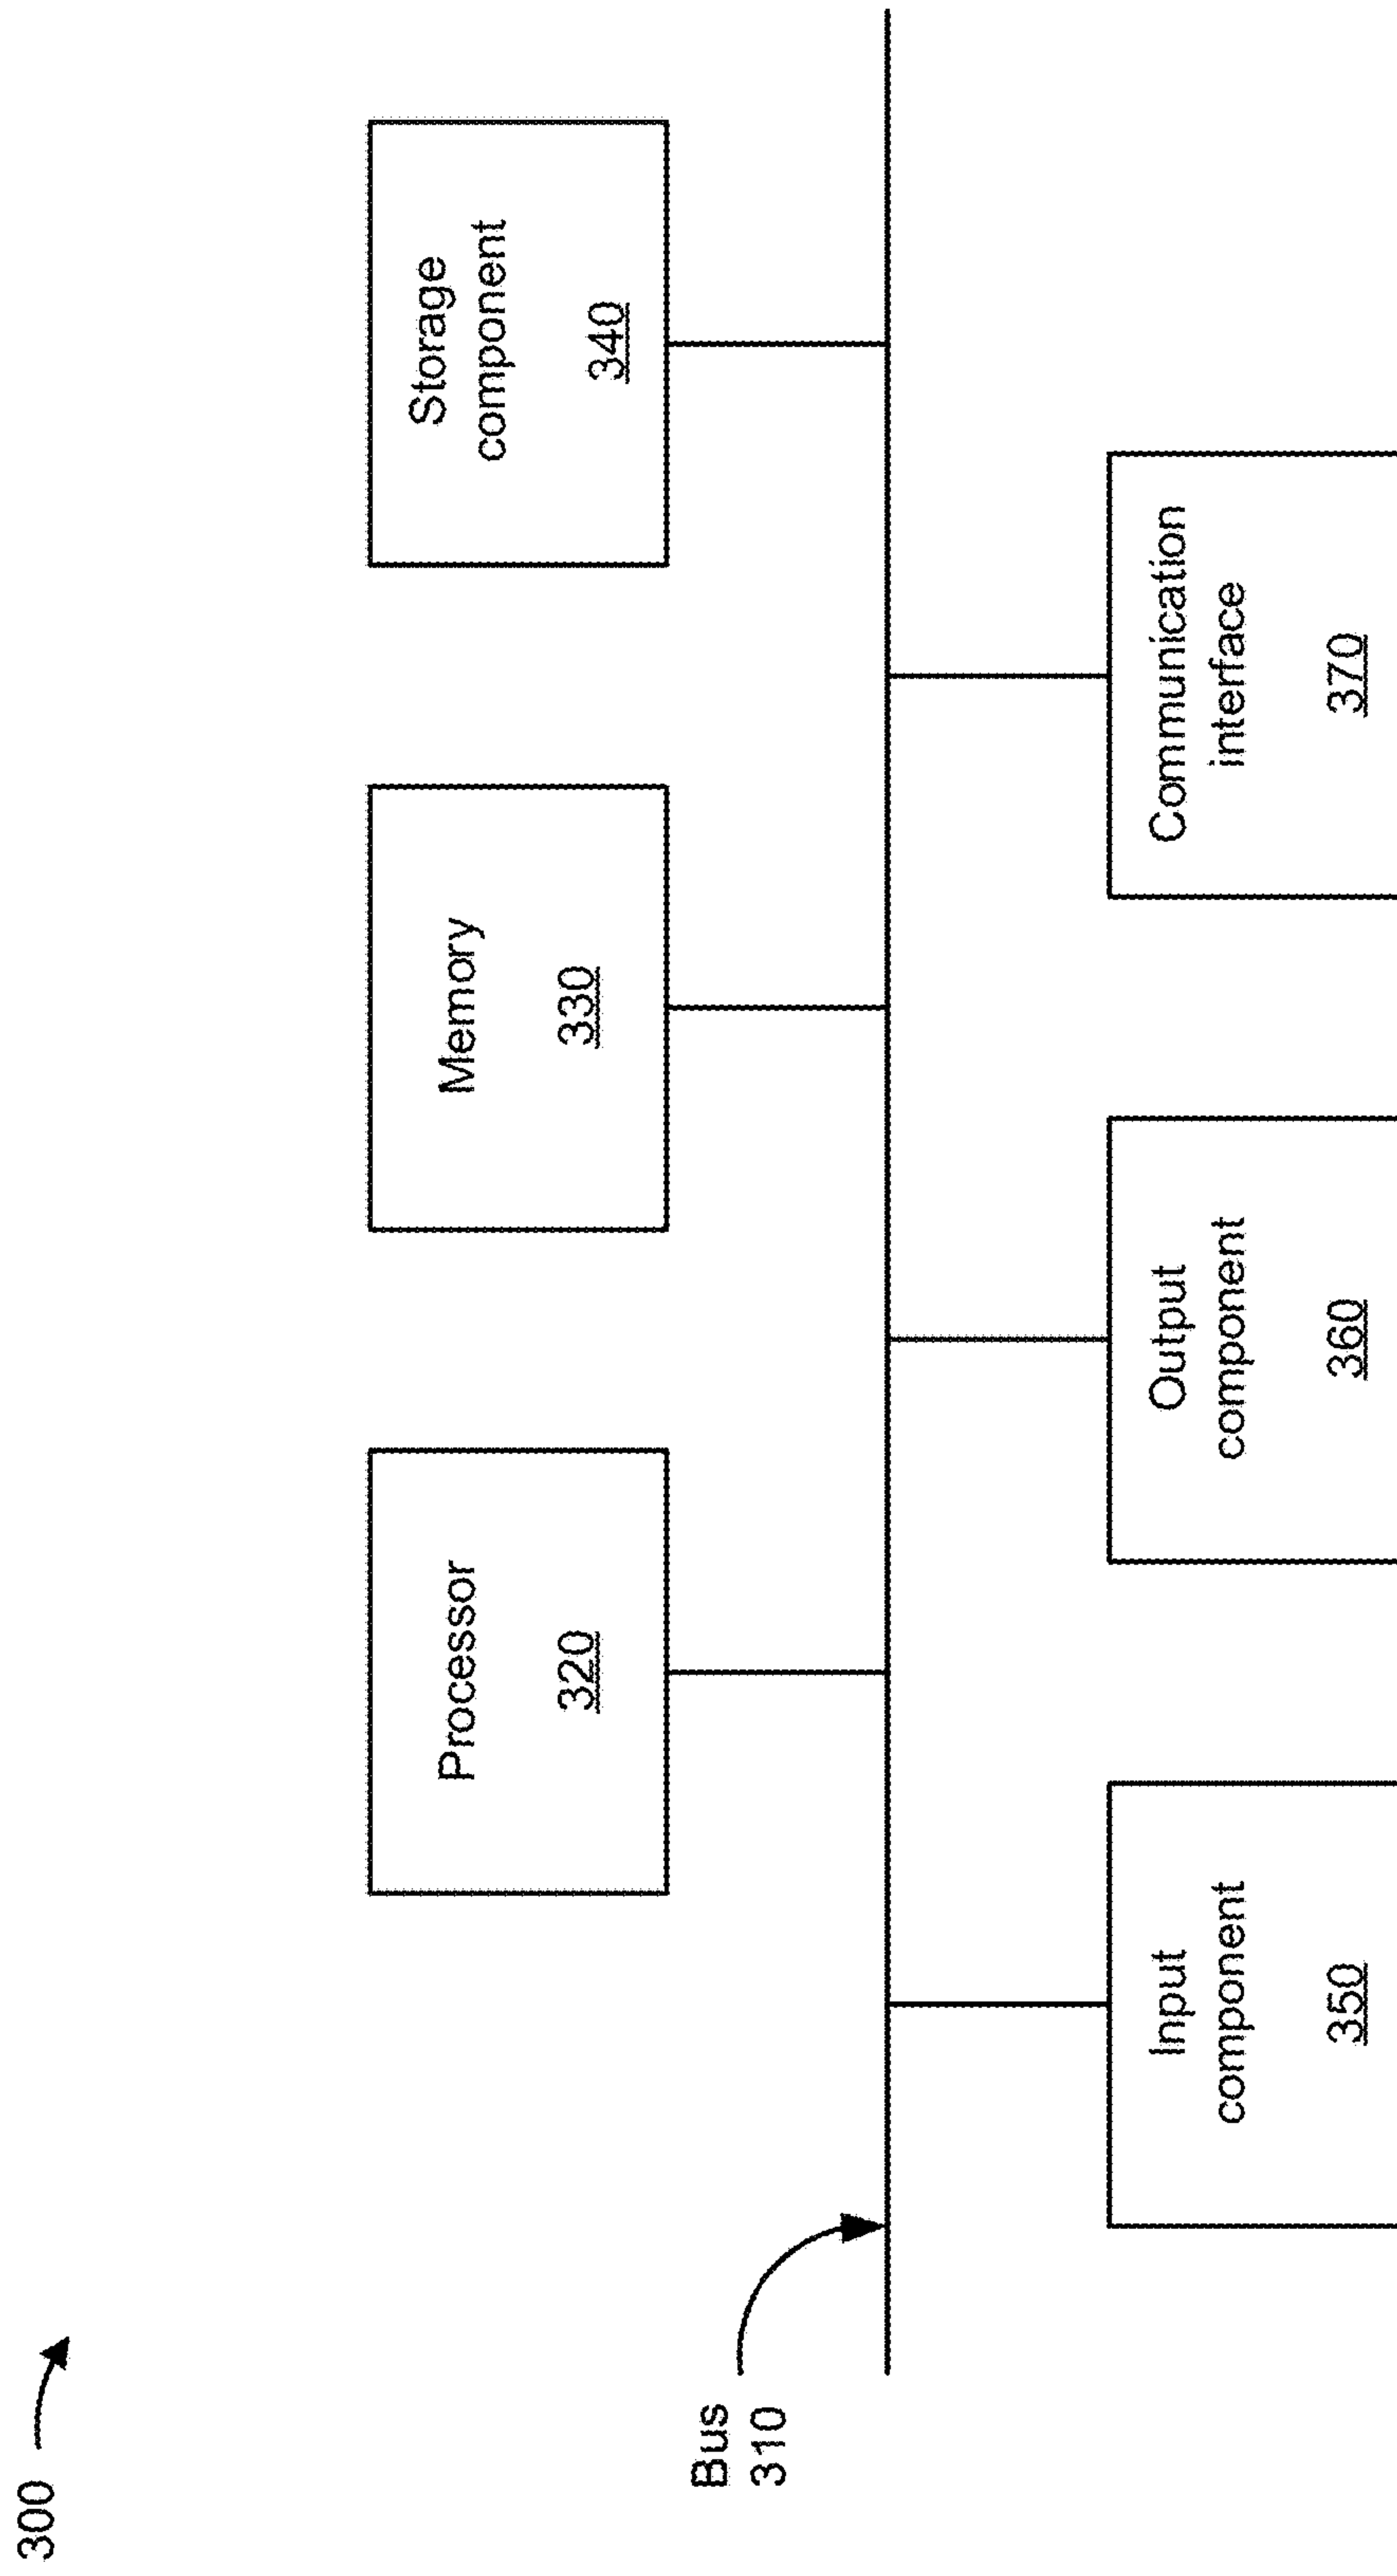 300
Processor
320
Memory
330
Storage
component
340
Bus
310
Input
component
350
Output
component
360
Communication
interface
370